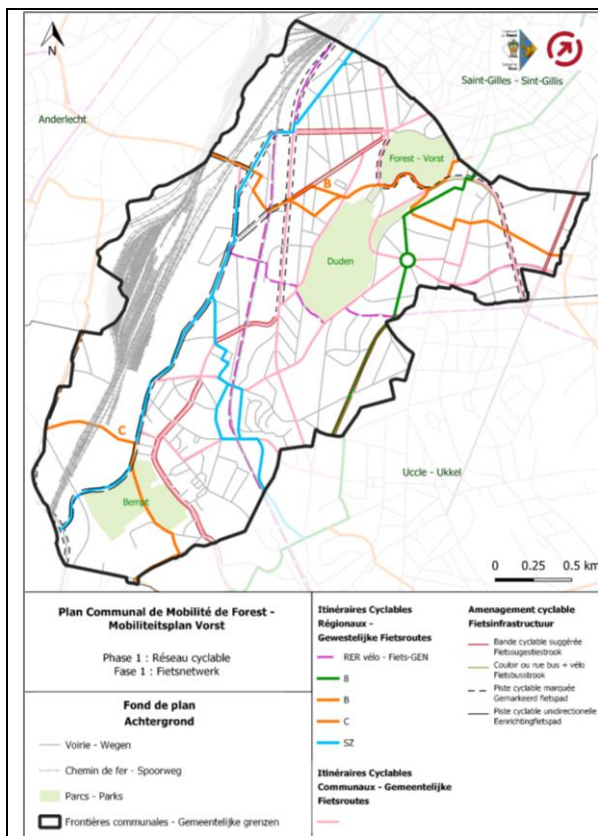 N
Saint-Gilles - Sint-Gillis
Anderlecht
Forest - Vorst
B
Duden
C
Uccle - Ukkel
Bempt
0 0.25 0.5 km
Plan Communal de Mobilité de Forest -
Mobiliteitsplan Vorst
Phase 1 : Réseau cyclable
Fase 1 : Fietsnetwerk
Fond de plan
Achtergrond
Voirie - Wegen
Chemin de fer - Spoorweg
Parcs - Parks
Frontières communales - Gemeentelijke grenzen
Itinéraires Cyclables
Régionaux -
Gewestelijke Fietsroutes
RER vélo - Fiets-GEN
8
B
C
SZ
Itinéraires Cyclables
Communaux - Gemeentelijke
Fietsroutes
Amenagement cyclable
Fietsinfrastructuur
Bande cyclable suggérée
Fietssugestiestrook
Couloir ou rue bus + vélo
Fietsbusstrook
Piste cyclable marquée
Gemarkeerd fietspad
Piste cyclable unidirectionelle
Eenrichtingfietspad